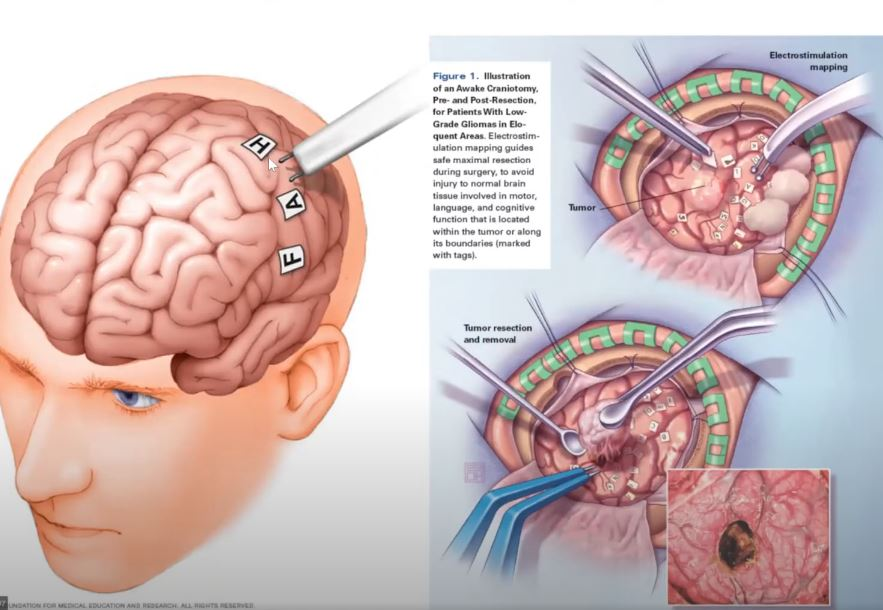 H
A
F
Figure 1. Illustration
of an Awake Craniotomy,
Pre- and Post-Resection,
for Patients With Low-
Grade Gliomas in Elo-
quent Areas. Electrostim-
ulation mapping guides
safe maximal resection
during surgery, to avoid
injury to normal brain
tissue involved in motor,
language, and cognitive
function that is located
within the tumor or along
its boundaries (marked
with tags).
Electrostimulation
mapping
Tumor
Tumor resection
and removal
FOR MEDICAL EDUCATION AND RESEARCH. ALL RIGHTS RESERVED.